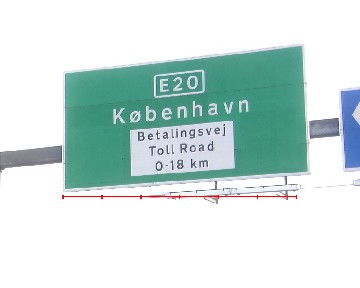 E20
København
Betalingsvej
Toll Road
0-18 km